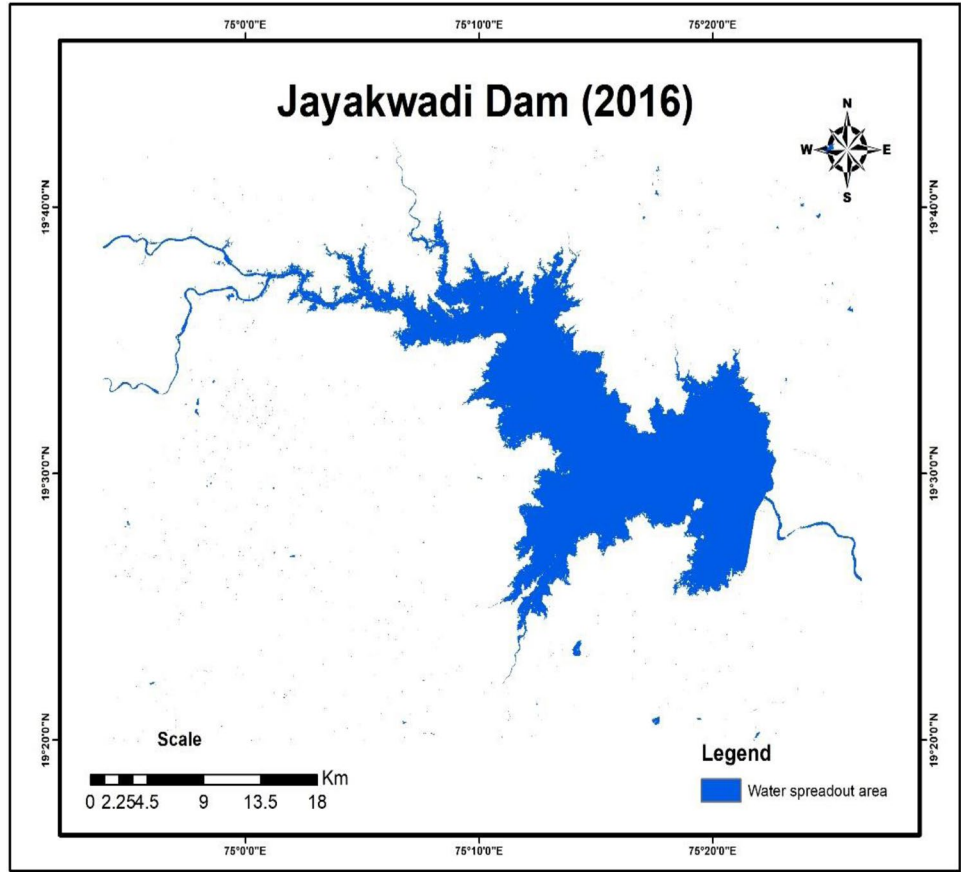 75°0'0"E 75°10'0"E 75°20'0"E
Jayakwadi Dam (2016)
N
W E
S
19°40'0"N 19°40'0"N
19°30'0"N 19°30'0"N
19°20'0"N 19°20'0"N
Scale
Km
0 2.254.5 9 13.5 18
Legend
Water spreadout area
75°0'0"E 75°10'0"E 75°20'0"E